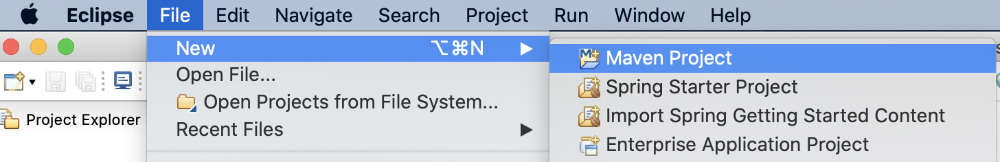 Eclipse File Edit Navigate Search Project Run Window Help
New ⌥⌘N ▶
Open File...
Open Projects from File System...
Recent Files ▶
Maven Project
Spring Starter Project
Import Spring Getting Started Content
Enterprise Application Project
Project Explorer